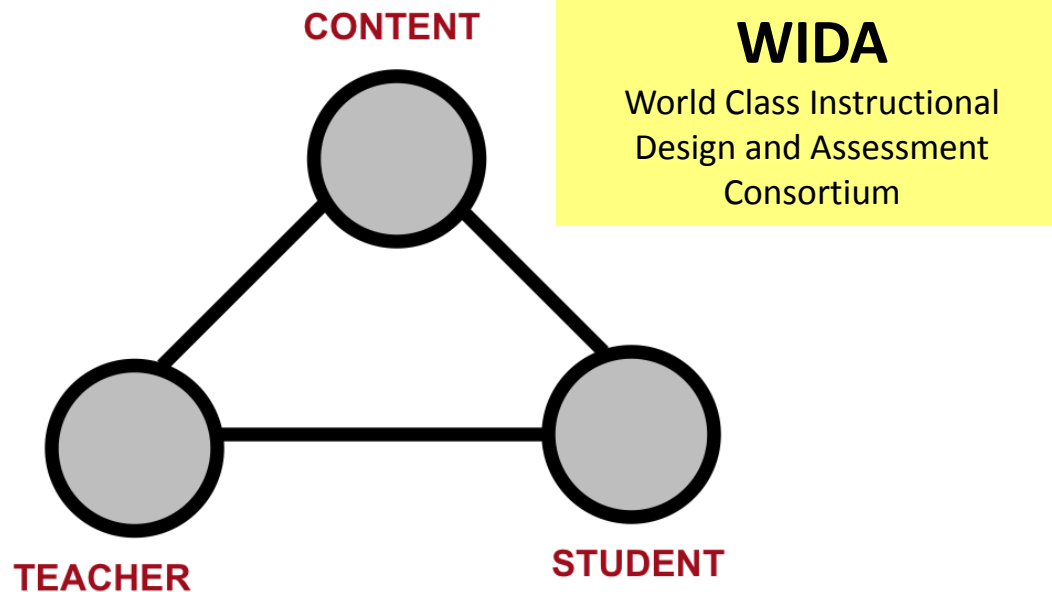 CONTENT
WIDA
World Class Instructional
Design and Assessment
Consortium
TEACHER
STUDENT